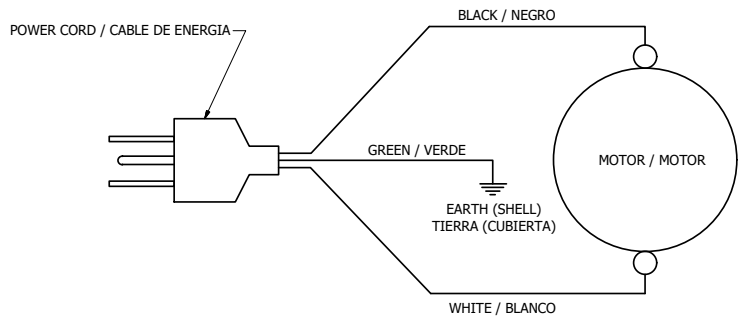 BLACK / NEGRO
POWER CORD / CABLE DE ENERGIA
GREEN / VERDE
MOTOR / MOTOR
EARTH (SHELL)
TIERRA (CUBIERTA)
WHITE / BLANCO